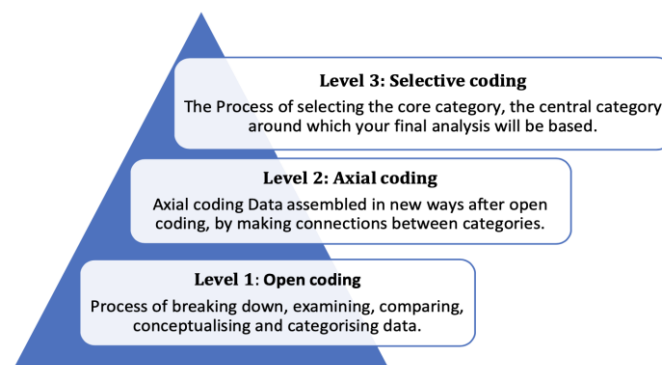 Level 3: Selective coding
The Process of selecting the core category, the central category
around which your final analysis will be based.
Level 2: Axial coding
Axial coding Data assembled in new ways after open
coding, by making connections between categories.
Level 1: Open coding
Process of breaking down, examining, comparing,
conceptualising and categorising data.